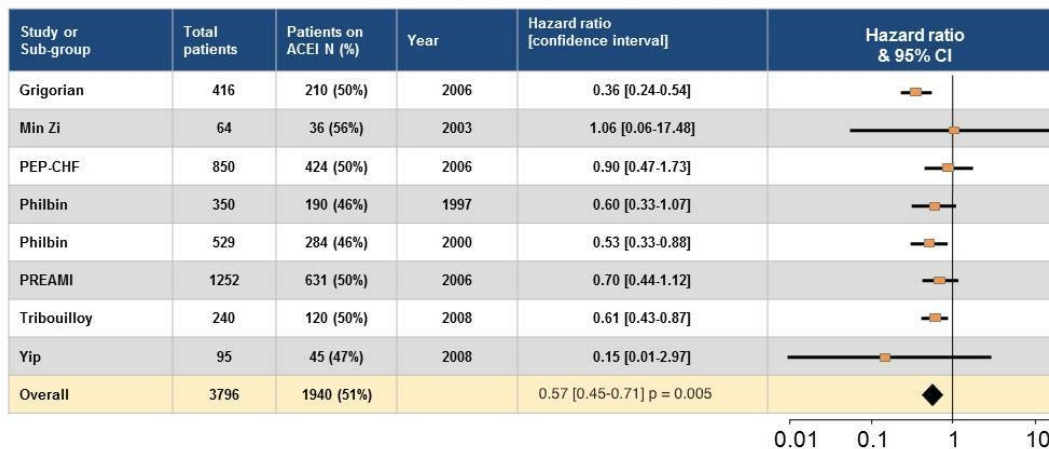 Study or Sub-group Total patients Patients on ACEI N (%) Year Hazard ratio [confidence interval] Hazard ratio & 95% CI
Grigorian 416 210 (50%) 2006 0.36 [0.24-0.54]
Min Zi 64 36 (56%) 2003 1.06 [0.06-17.48]
PEP-CHF 850 424 (50%) 2006 0.90 [0.47-1.73]
Philbin 350 190 (46%) 1997 0.60 [0.33-1.07]
Philbin 529 284 (46%) 2000 0.53 [0.33-0.88]
PREAMI 1252 631 (50%) 2006 0.70 [0.44-1.12]
Tribouilloy 240 120 (50%) 2008 0.61 [0.43-0.87]
Yip 95 45 (47%) 2008 0.15 [0.01-2.97]
Overall 3796 1940 (51%) 0.57 [0.45-0.71] p = 0.005
0.01 0.1 1 10